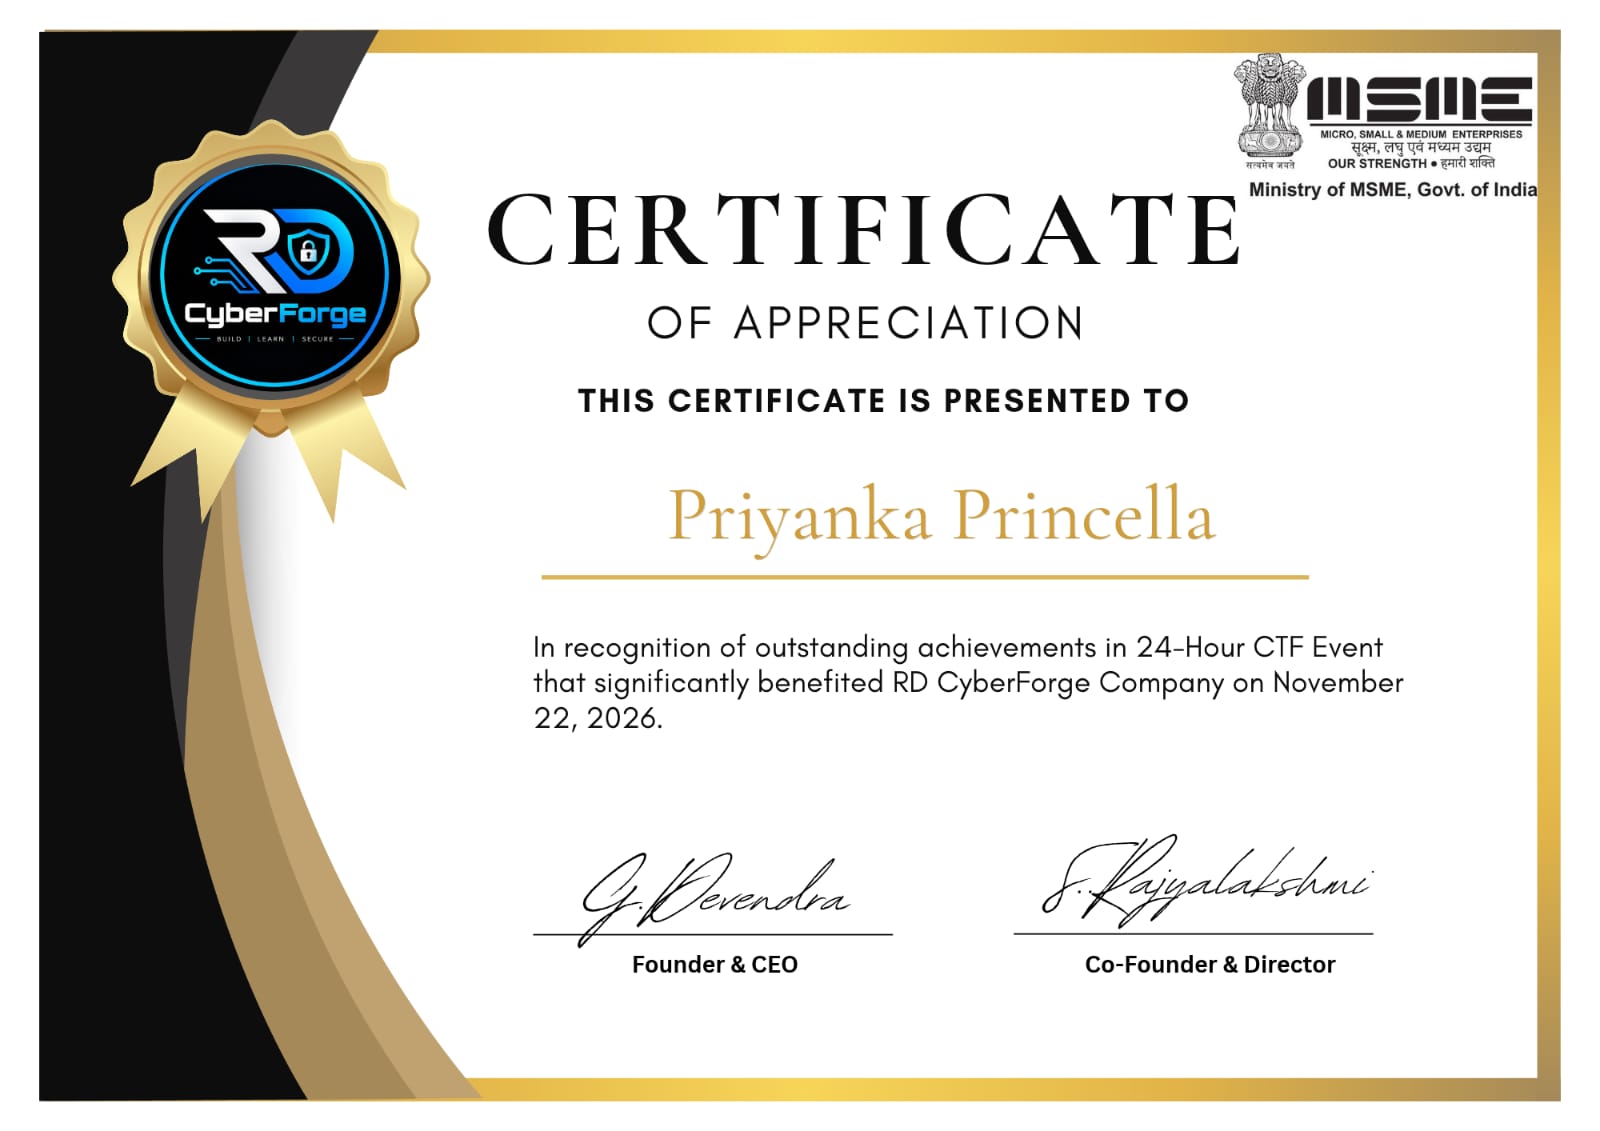 सत्यमेव जयते
MSME
MICRO, SMALL & MEDIUM ENTERPRISES
सूक्ष्म, लघु एवं मध्यम उद्यम
OUR STRENGTH • हमारी शक्ति
Ministry of MSME, Govt. of India
RD
CyberForge
BUILD | LEARN | SECURE
CERTIFICATE
OF APPRECIATION
THIS CERTIFICATE IS PRESENTED TO
Priyanka Princella
In recognition of outstanding achievements in 24-Hour CTF Event
that significantly benefited RD CyberForge Company on November
22, 2026.
G.Devendra
Founder & CEO
S..Rajyalakshmi
Co-Founder & Director